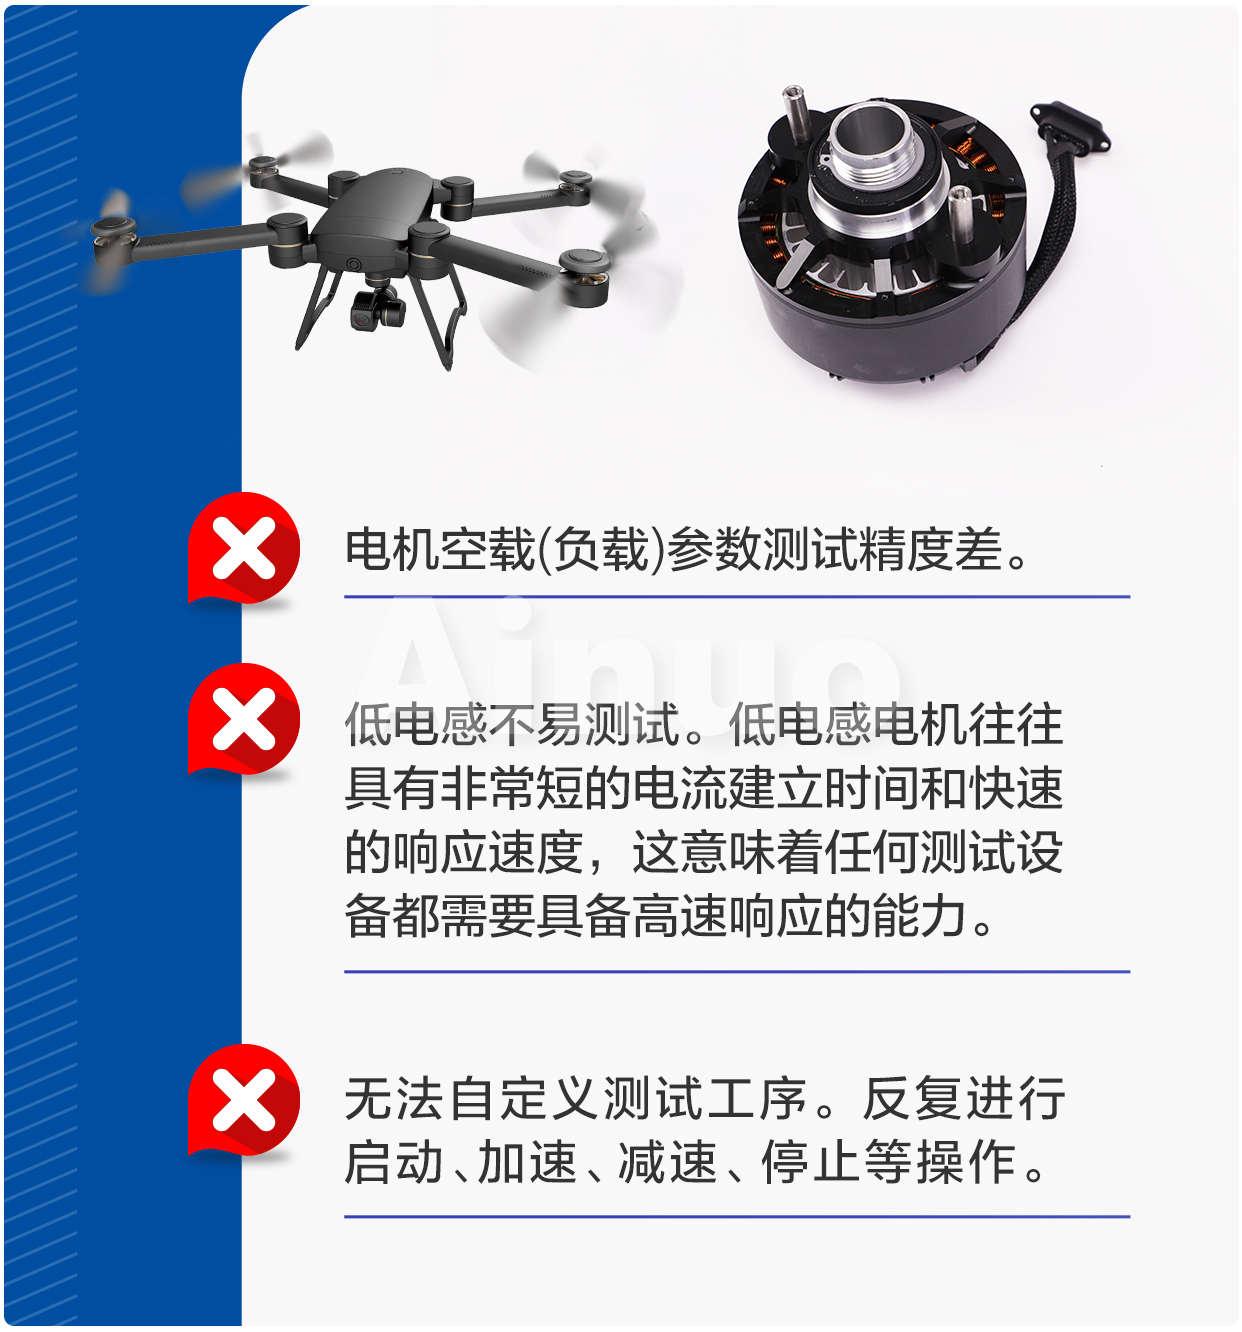 电机空载(负载)参数测试精度差。
Ainuo
低电感不易测试。低电感电机往往
具有非常短的电流建立时间和快速
的响应速度，这意味着任何测试设
备都需要具备高速响应的能力。
无法自定义测试工序。反复进行
启动、加速、减速、停止等操作。